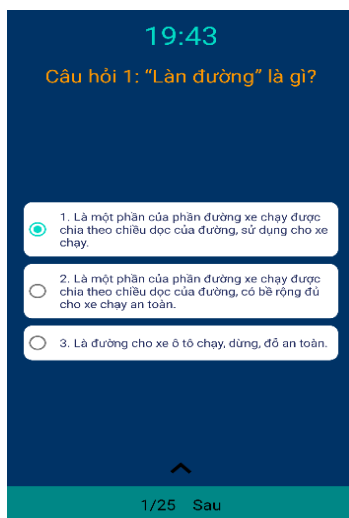 19:43
Câu hỏi 1: “Làn đường” là gì?
1. Là một phần của phần đường xe chạy được
chia theo chiều dọc của đường, sử dụng cho xe
chạy.
2. Là một phần của phần đường xe chạy được
chia theo chiều dọc của đường, có bề rộng đủ
cho xe chạy an toàn.
3. Là đường cho xe ô tô chạy, dừng, đỗ an toàn.
1/25 Sau